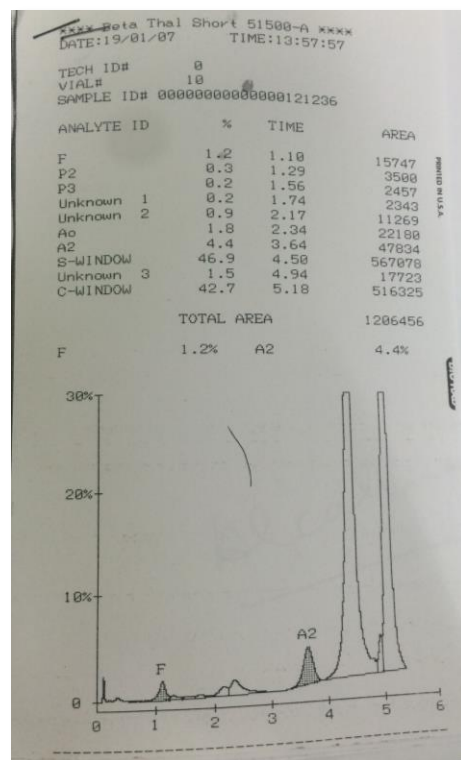 xxxx Beta Thal Short 51500-A xxxx
DATE:19/01/07 TIME:13:57:57
TECH ID# 0
VIAL# 10
SAMPLE ID# 00000000000000121236
ANALYTE ID % TIME AREA
F 1.2 1.10 15747
P2 0.3 1.29 3500
P3 0.2 1.56 2457
Unknown 1 0.2 1.74 2343
Unknown 2 0.9 2.17 11269
Ao 1.8 2.34 22180
A2 4.4 3.64 47834
S-WINDOW 46.9 4.50 567078
Unknown 3 1.5 4.94 17723
C-WINDOW 42.7 5.18 516325
TOTAL AREA 1206456
F 1.2% A2 4.4%
PRINTED IN U.S.A.
30%
20%
10%
A2
F
0
0 1 2 3 4 5 6